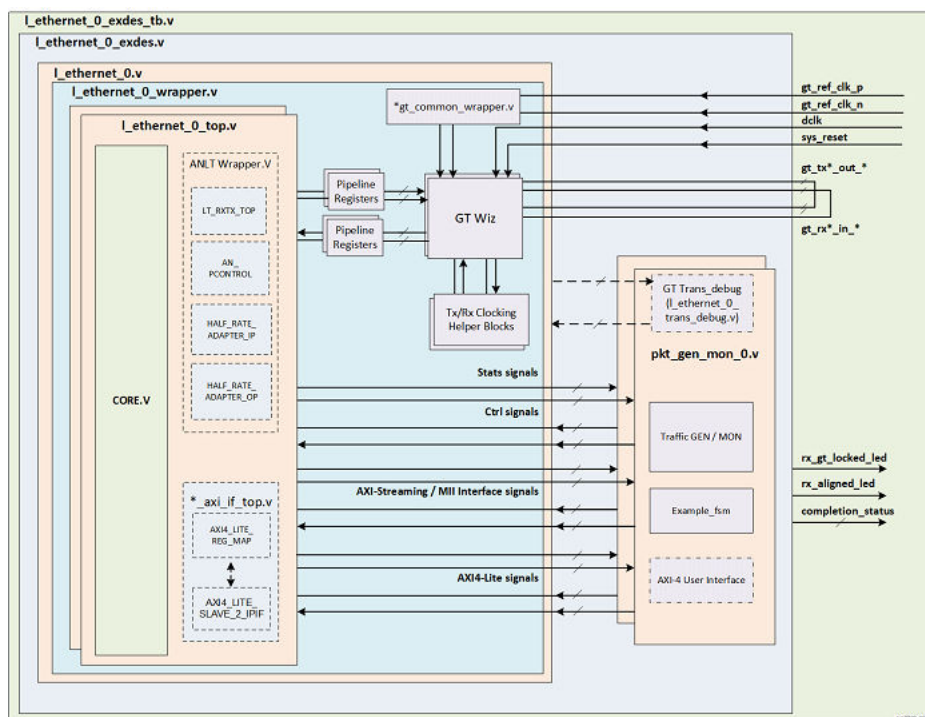 l_ethernet_0_exdes_tb.v
l_ethernet_0_exdes.v
l_ethernet_0.v
l_ethernet_0_wrapper.v
l_ethernet_0_top.v
CORE.V
ANLT Wrapper.V
LT_RXTX_TOP
AN_
PCONTROL
HALF_RATE_
ADAPTER_IP
HALF_RATE_
ADAPTER_OP
*_axi_if_top.v
AXI4_LITE_
REG_MAP
AXI4_LITE_
SLAVE_2_IPIF
Pipeline
Registers
Pipeline
Registers
*gt_common_wrapper.v
GT Wiz
Tx/Rx Clocking
Helper Blocks
Stats signals
Ctrl signals
AXI-Streaming / MII Interface signals
AXI4-Lite signals
GT Trans_debug
(l_ethernet_0_
trans_debug.v)
pkt_gen_mon_0.v
Traffic GEN / MON
Example_fsm
AXI-4 User Interface
gt_ref_clk_p
gt_ref_clk_n
dclk
sys_reset
gt_tx*_out_*
gt_rx*_in_*
rx_gt_locked_led
rx_aligned_led
completion_status